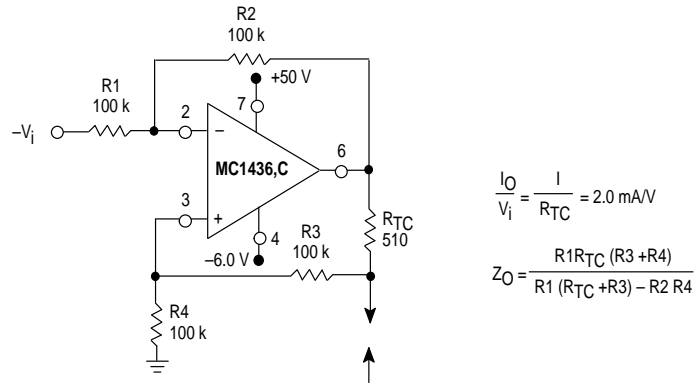 R2
100 k
+50 V
R1
100 k
7
2
–Vi
–
MC1436,C
6
3
+
4
–6.0 V
R3
100 k
RTC
510
R4
100 k
IO
Vi
=
I
RTC
= 2.0 mA/V
ZO =
R1RTC (R3 +R4)
R1 (RTC +R3) – R2 R4